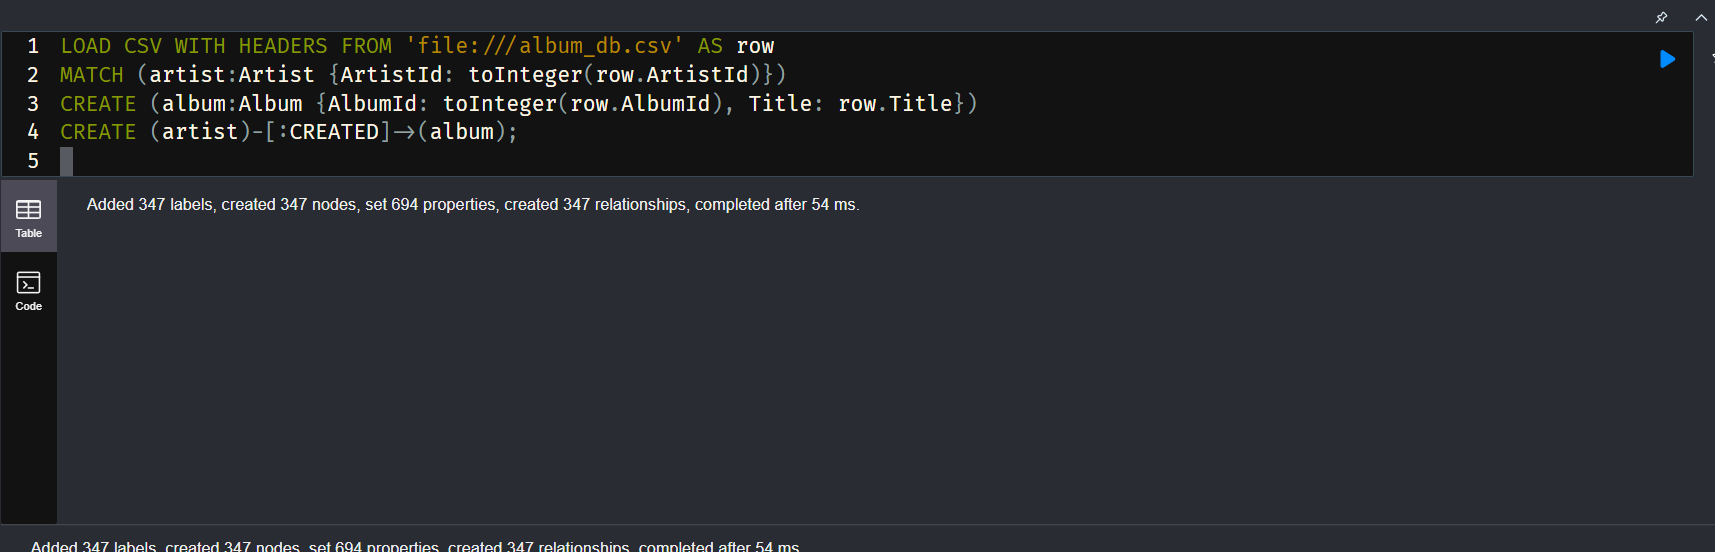 1 LOAD CSV WITH HEADERS FROM 'file:///album_db.csv' AS row
2 MATCH (artist:Artist {ArtistId: toInteger(row.ArtistId)})
3 CREATE (album:Album {AlbumId: toInteger(row.AlbumId), Title: row.Title})
4 CREATE (artist)-[:CREATED]->(album);
5
Added 347 labels, created 347 nodes, set 694 properties, created 347 relationships, completed after 54 ms.
Table
Code
Added 347 labels, created 347 nodes, set 694 properties, created 347 relationships, completed after 54 ms.